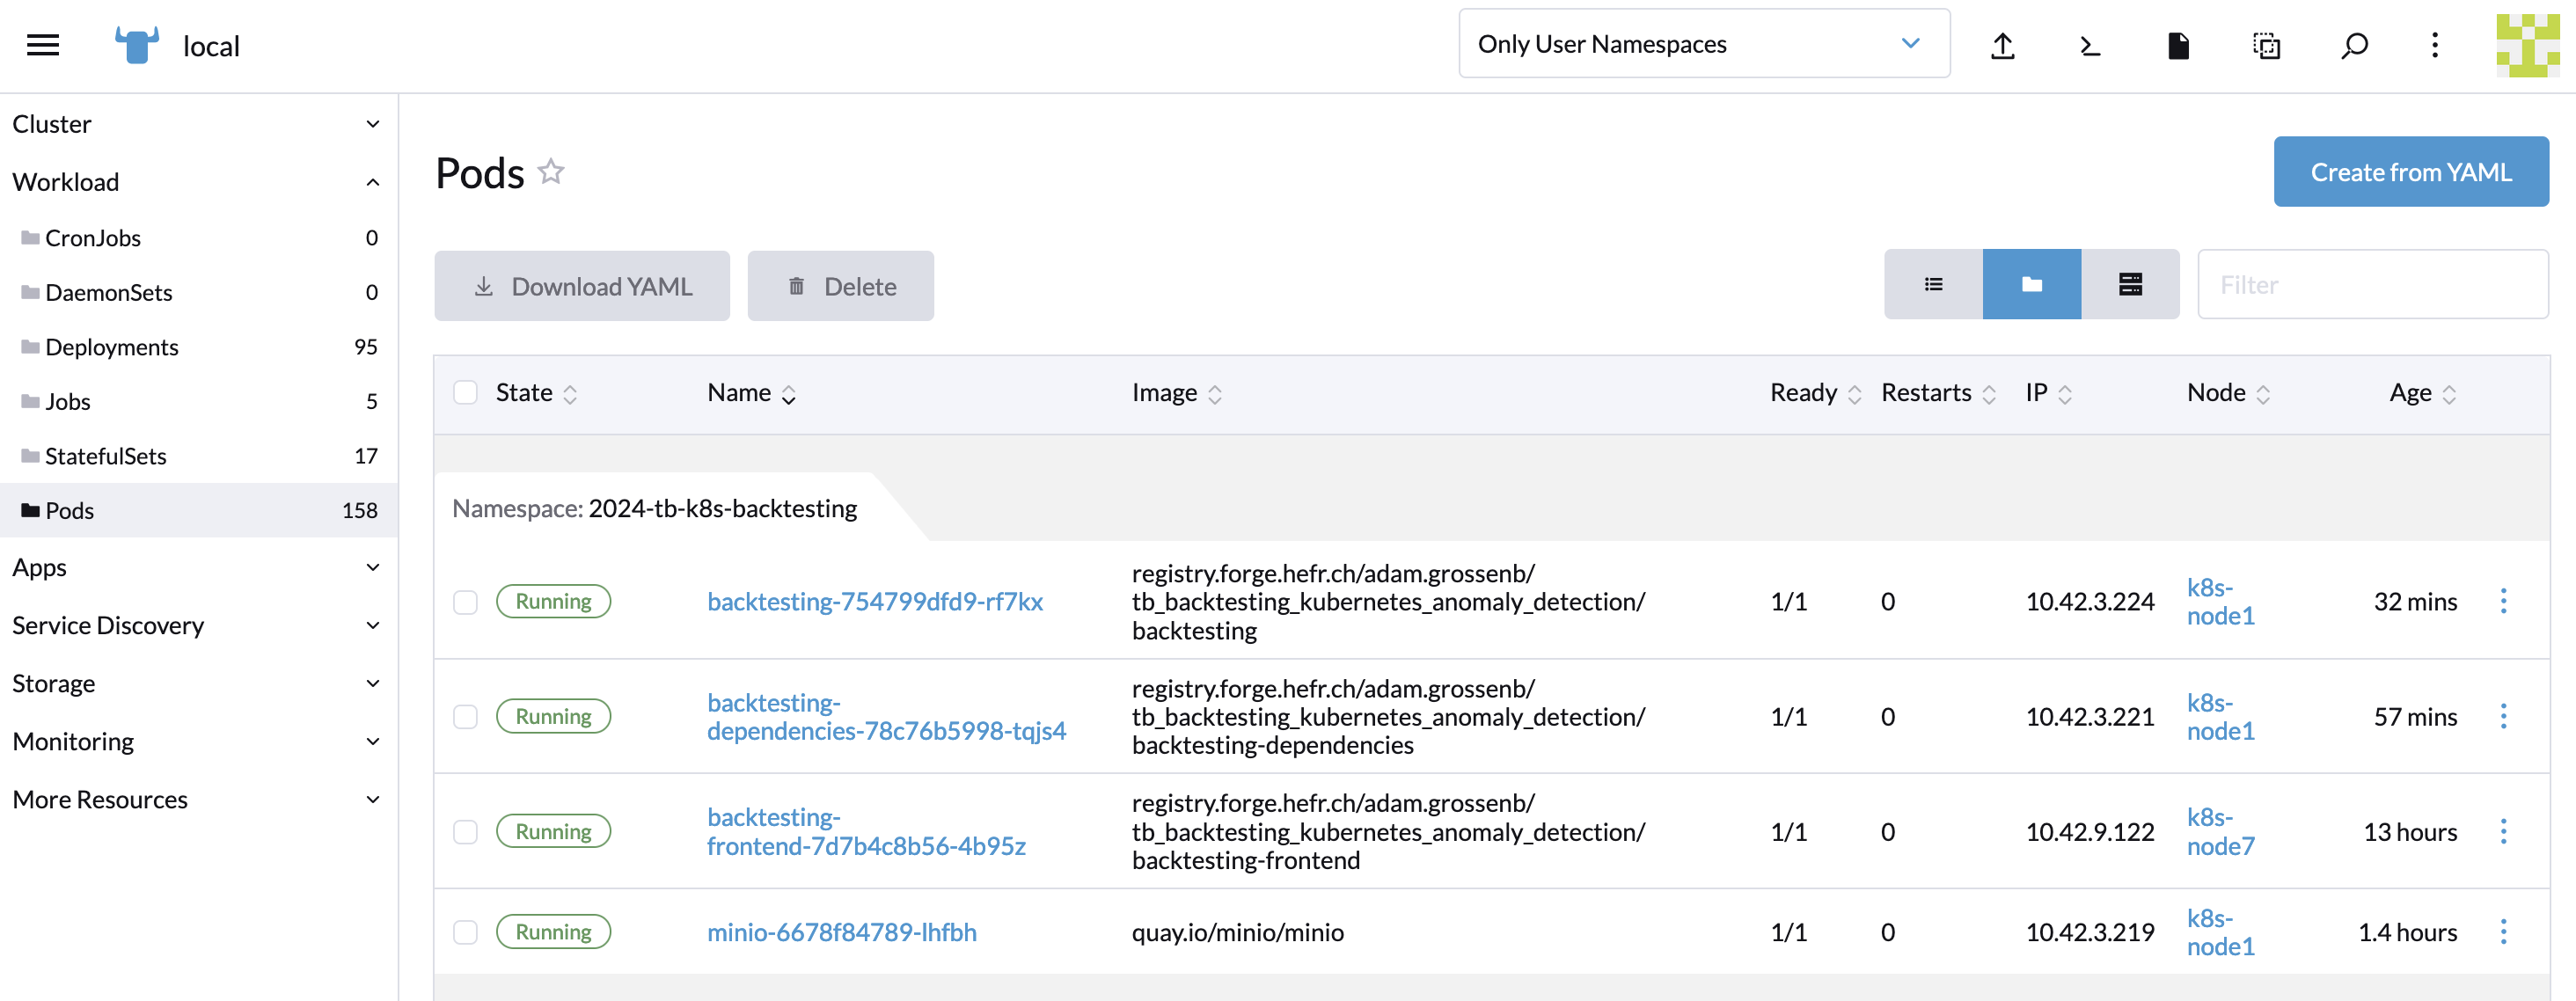 local
Only User Namespaces
Cluster
Workload
CronJobs 0
DaemonSets 0
Deployments 95
Jobs 5
StatefulSets 17
Pods 158
Apps
Service Discovery
Storage
Monitoring
More Resources
Pods
Create from YAML
Download YAML
Delete
Filter
State Name Image Ready Restarts IP Node Age
Namespace: 2024-tb-k8s-backtesting
Running
backtesting-754799dfd9-rf7kx
registry.forge.hefr.ch/adam.grossenb/
tb_backtesting_kubernetes_anomaly_detection/
backtesting
1/1
0
10.42.3.224
k8s-
node1
32 mins
Running
backtesting-
dependencies-78c76b5998-tqjs4
registry.forge.hefr.ch/adam.grossenb/
tb_backtesting_kubernetes_anomaly_detection/
backtesting-dependencies
1/1
0
10.42.3.221
k8s-
node1
57 mins
Running
backtesting-
frontend-7d7b4c8b56-4b95z
registry.forge.hefr.ch/adam.grossenb/
tb_backtesting_kubernetes_anomaly_detection/
backtesting-frontend
1/1
0
10.42.9.122
k8s-
node7
13 hours
Running
minio-6678f84789-lhfbh
quay.io/minio/minio
1/1
0
10.42.3.219
k8s-
node1
1.4 hours